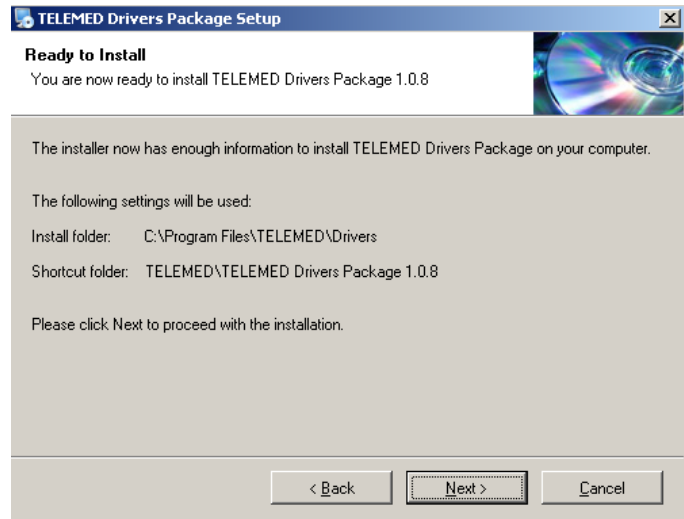 TELEMED Drivers Package Setup
Ready to Install
You are now ready to install TELEMED Drivers Package 1.0.8
The installer now has enough information to install TELEMED Drivers Package on your computer.
The following settings will be used:
Install folder: C:\Program Files\TELEMED\Drivers
Shortcut folder: TELEMED\TELEMED Drivers Package 1.0.8
Please click Next to proceed with the installation.
< Back Next > Cancel